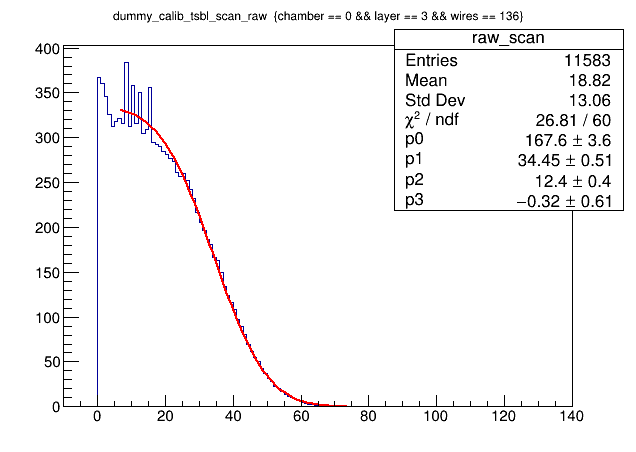 dummy_calib_tsbl_scan_raw {chamber == 0 && layer == 3 && wires == 136}
raw_scan
Entries 11583
Mean 18.82
Std Dev 13.06
χ² / ndf 26.81 / 60
p0 167.6 ± 3.6
p1 34.45 ± 0.51
p2 12.4 ± 0.4
p3 −0.32 ± 0.61
400
350
300
250
200
150
100
50
0
0 20 40 60 80 100 120 140